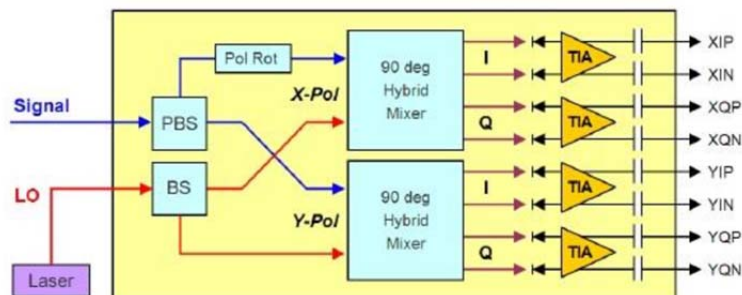 Pol Rot
X-Pol
90 deg
Hybrid
Mixer
I
Q
TIA
TIA
XIP
XIN
XQP
XQN
Signal
PBS
LO
BS
Laser
Y-Pol
90 deg
Hybrid
Mixer
I
Q
TIA
TIA
YIP
YIN
YQP
YQN